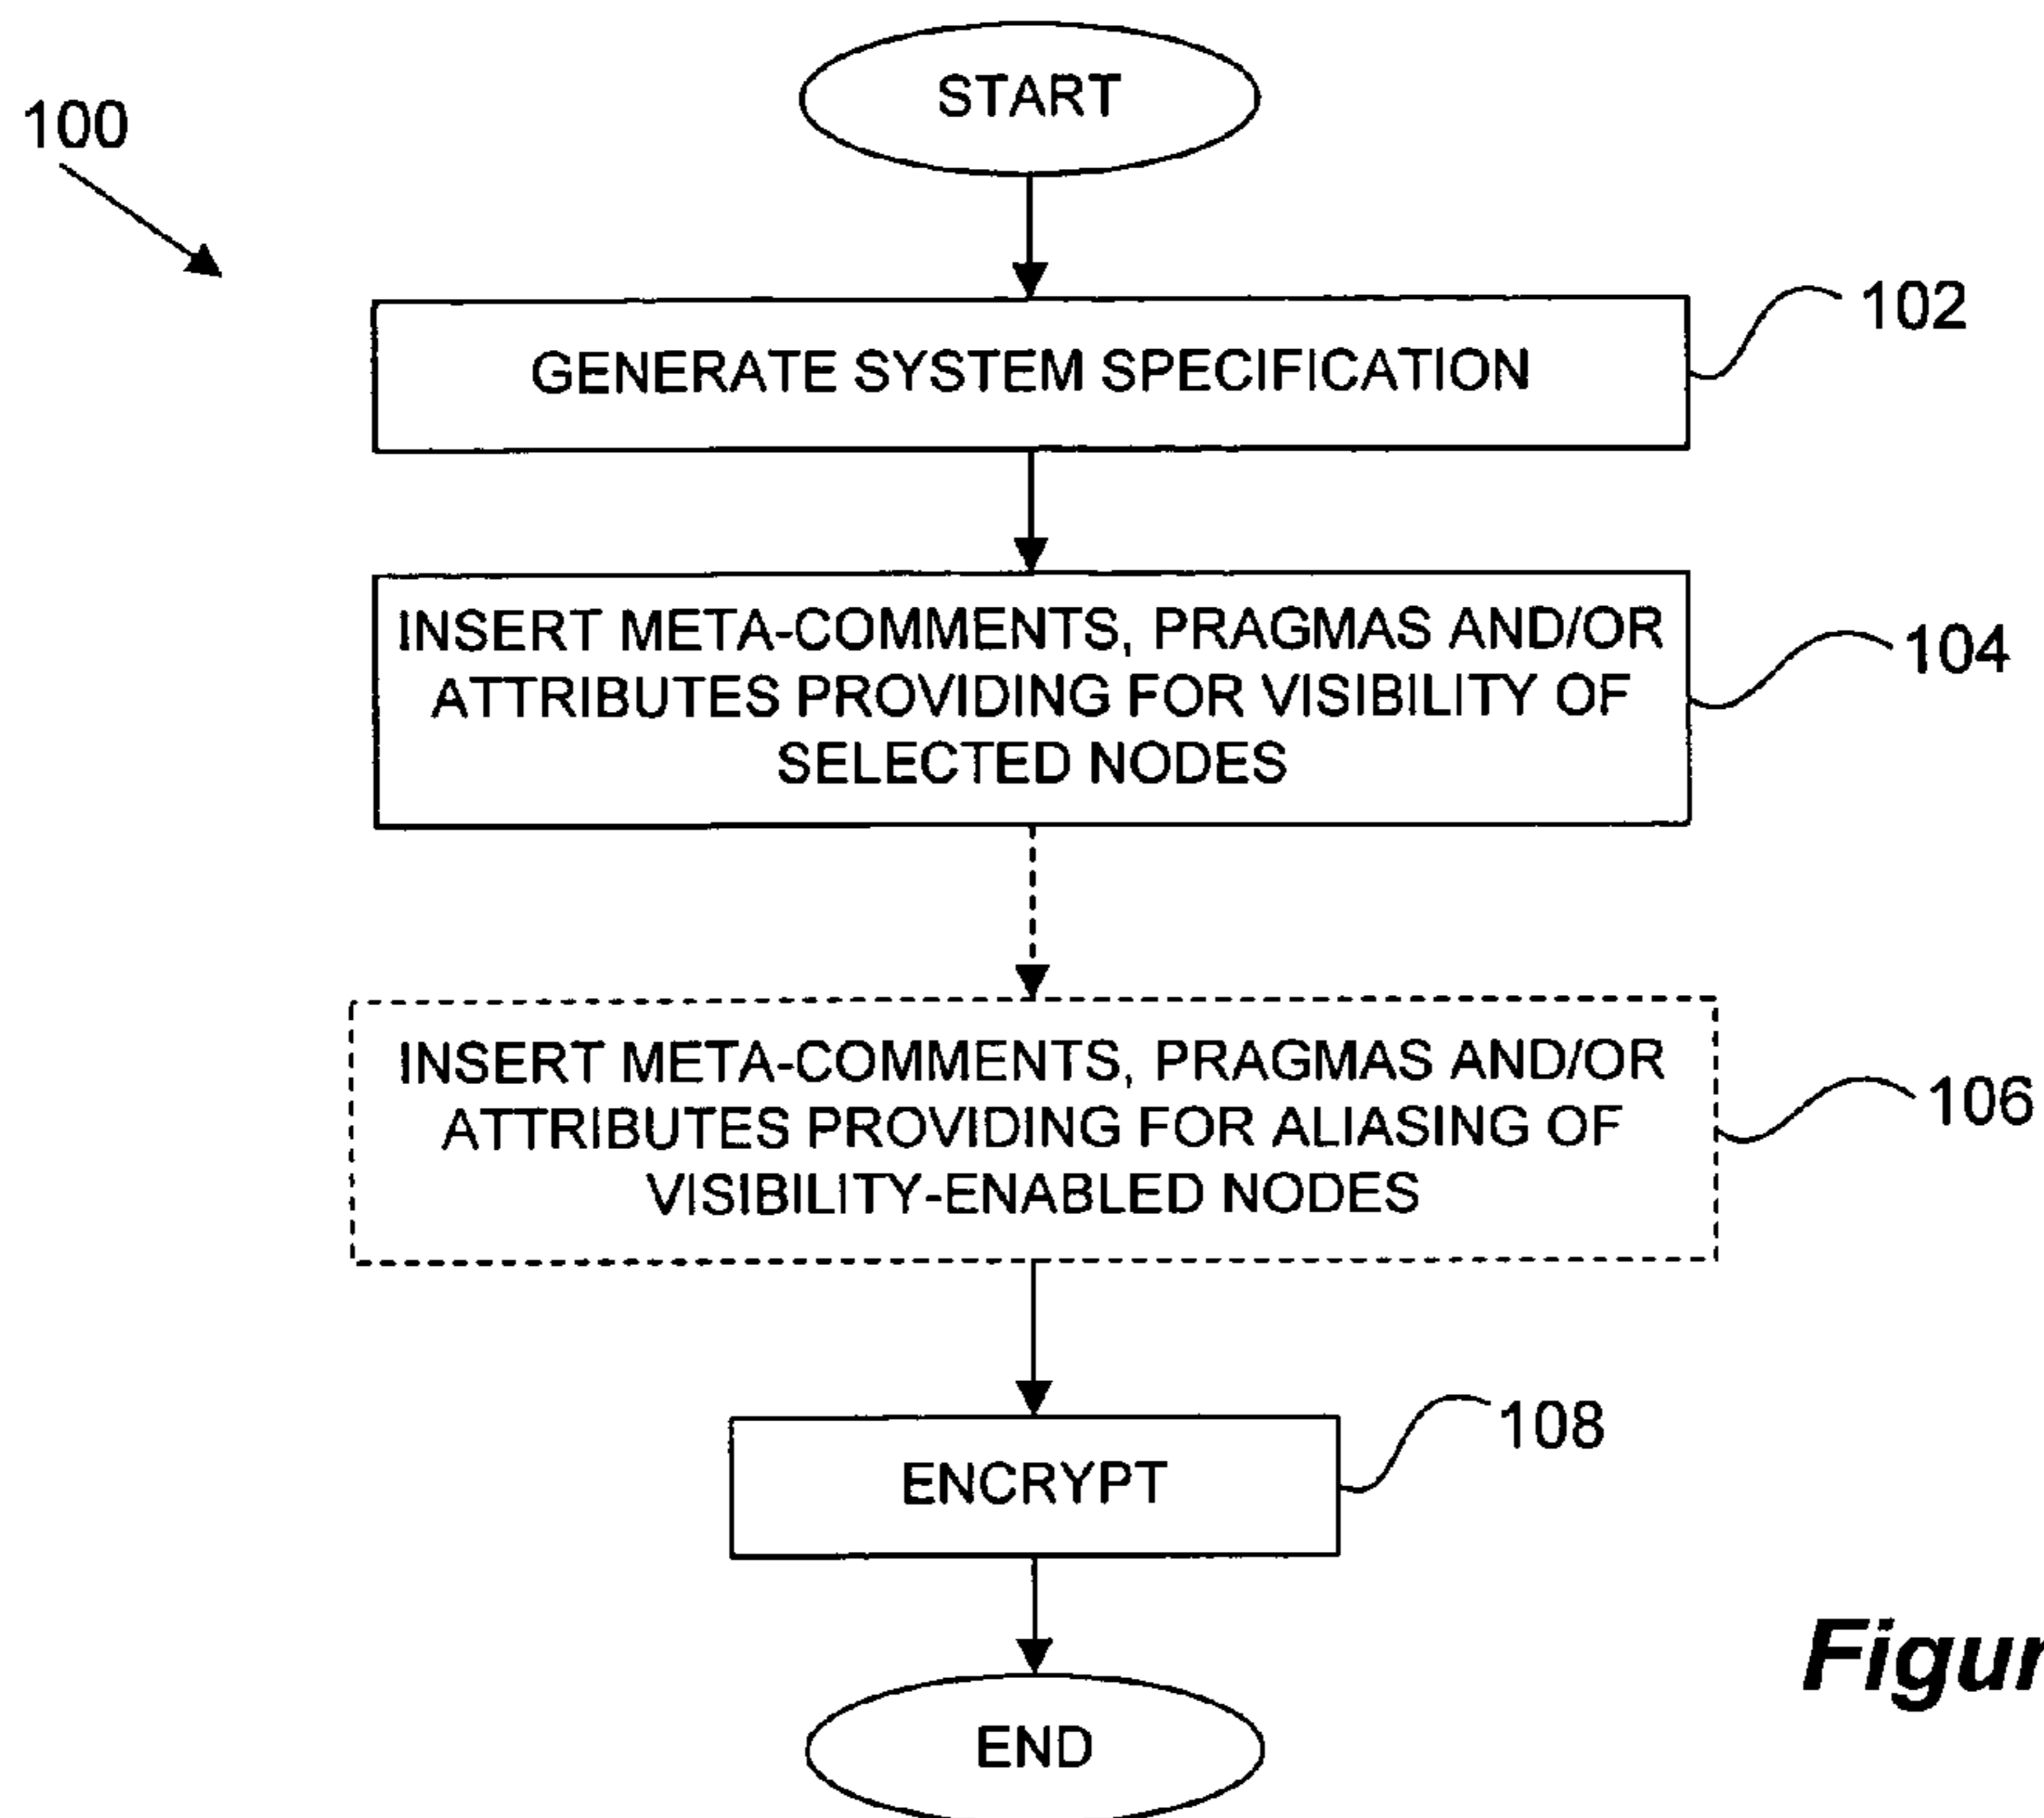 START
100
102
GENERATE SYSTEM SPECIFICATION
INSERT META-COMMENTS, PRAGMAS AND/OR
ATTRIBUTES PROVIDING FOR VISIBILITY OF
SELECTED NODES
104
INSERT META-COMMENTS, PRAGMAS AND/OR
ATTRIBUTES PROVIDING FOR ALIASING OF
VISIBILITY-ENABLED NODES
106
108
ENCRYPT
END